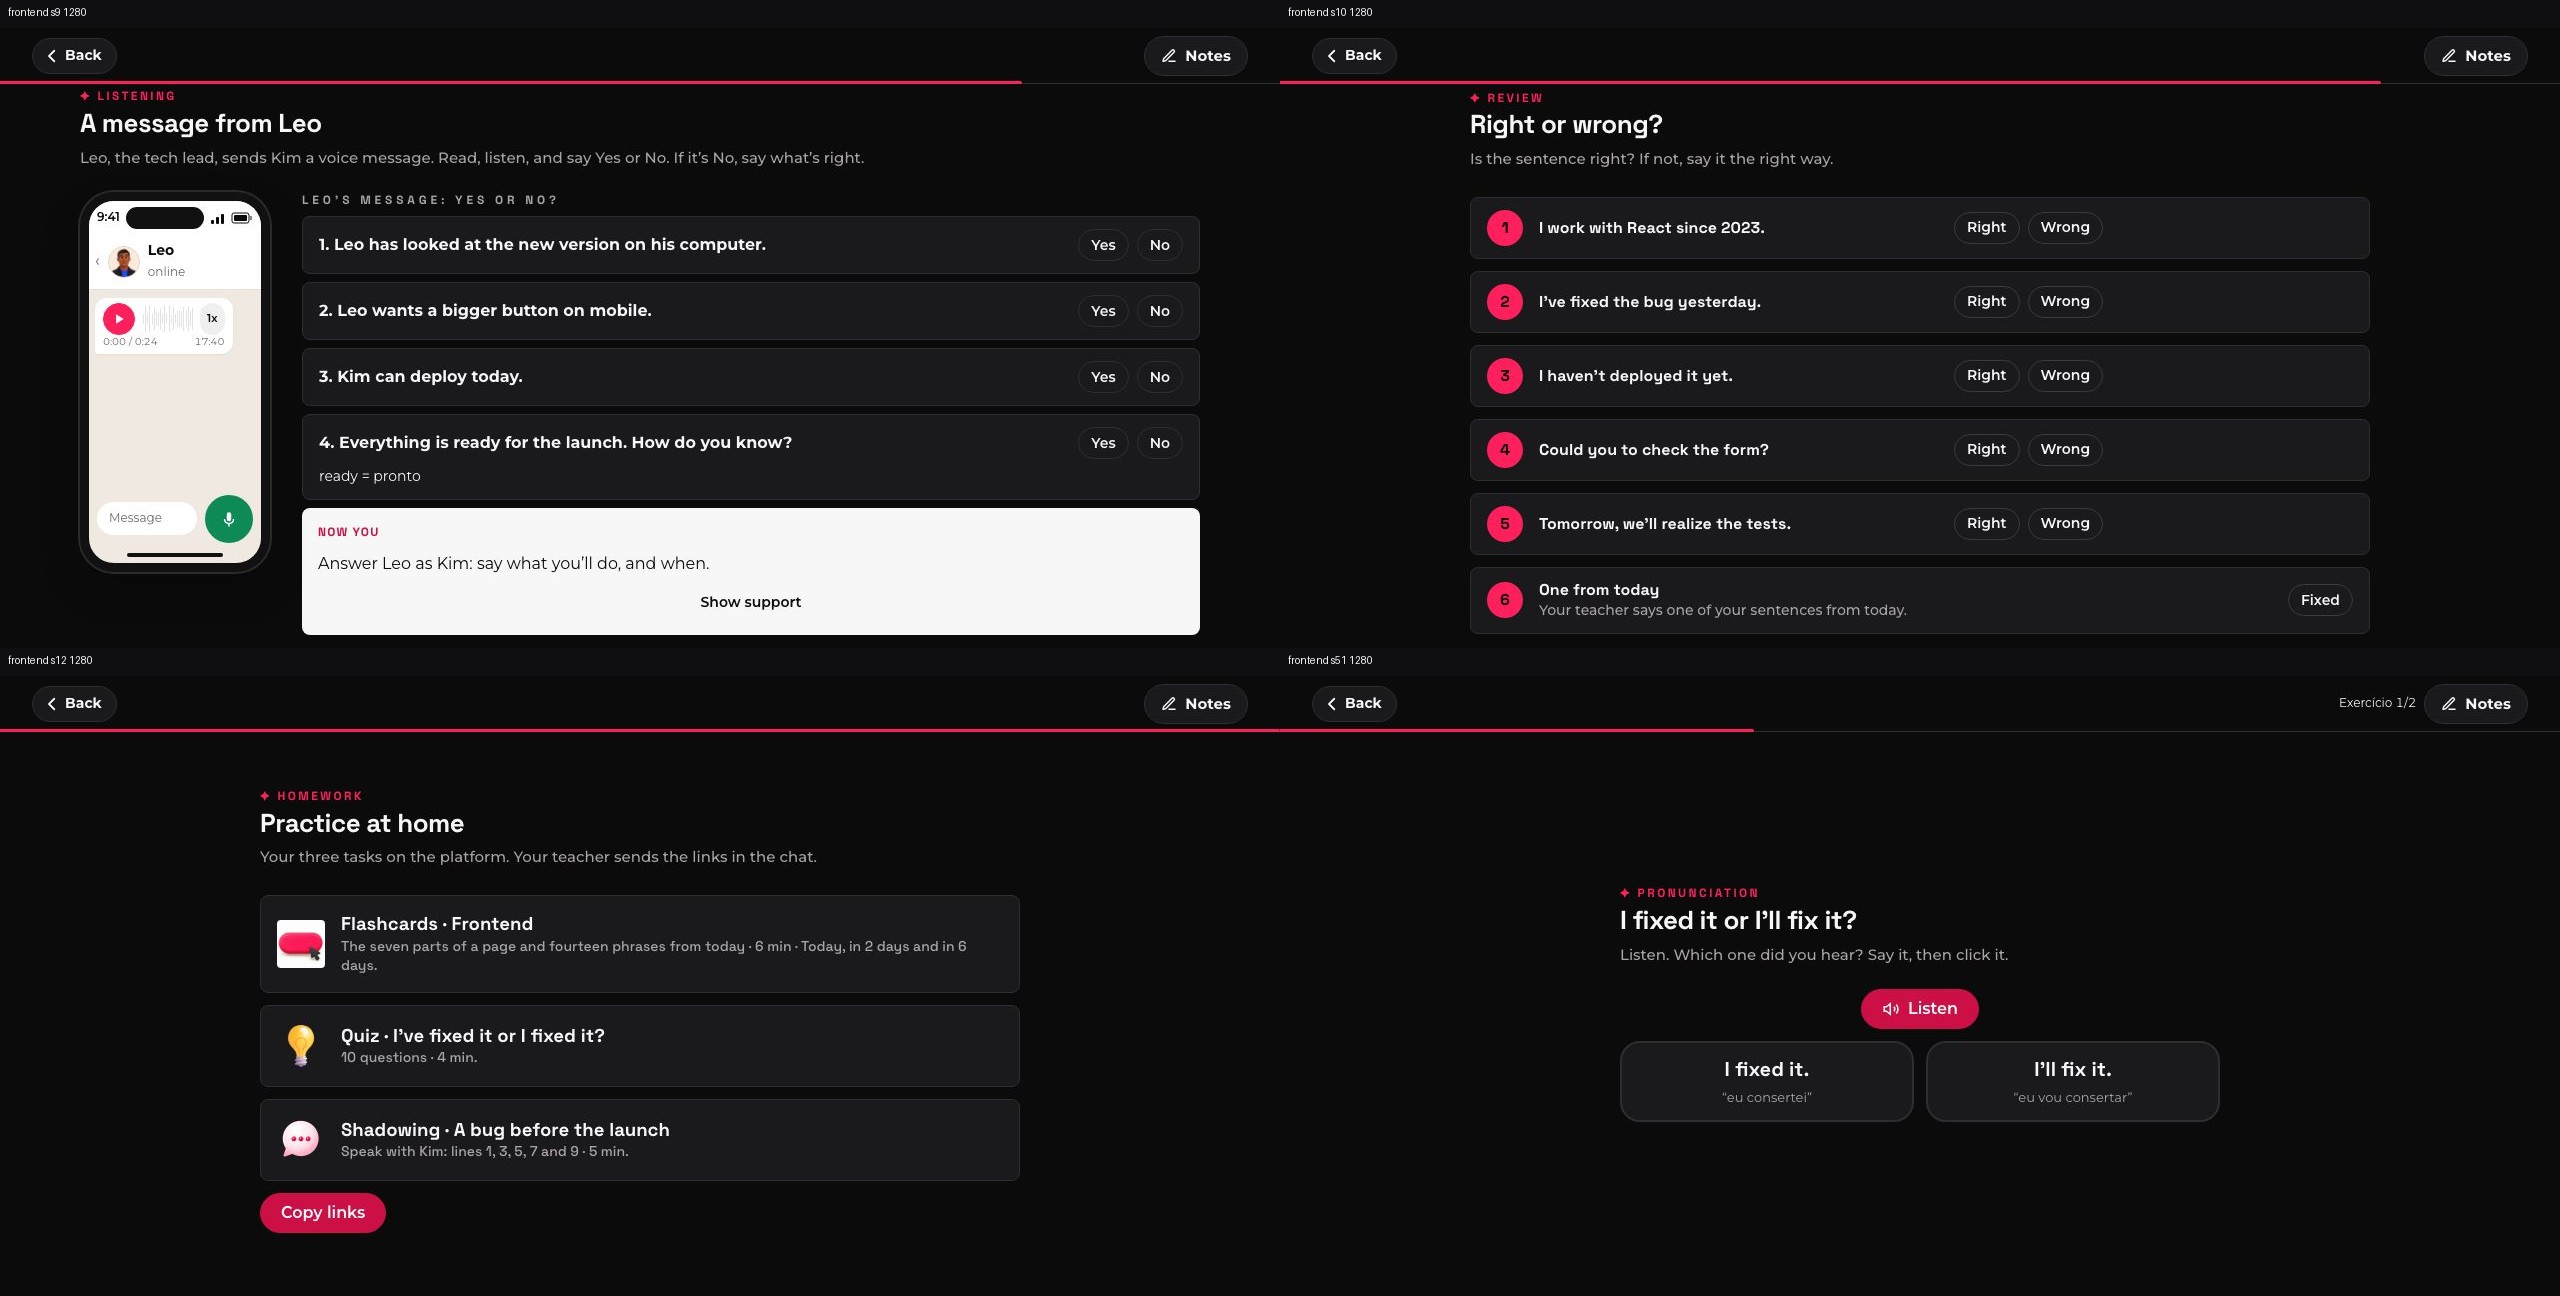 frontend s9 1280
Back
Notes
LISTENING
A message from Leo
Leo, the tech lead, sends Kim a voice message. Read, listen, and say Yes or No. If it's No, say what's right.
9:41
Leo
online
1x
0:00 / 0:24
17:40
Message
LEO'S MESSAGE: YES OR NO?
1. Leo has looked at the new version on his computer.
Yes
No
2. Leo wants a bigger button on mobile.
Yes
No
3. Kim can deploy today.
Yes
No
4. Everything is ready for the launch. How do you know?
Yes
No
ready = pronto
NOW YOU
Answer Leo as Kim: say what you'll do, and when.
Show support
frontend s10 1280
Back
Notes
REVIEW
Right or wrong?
Is the sentence right? If not, say it the right way.
1
I work with React since 2023.
Right
Wrong
2
I've fixed the bug yesterday.
Right
Wrong
3
I haven't deployed it yet.
Right
Wrong
4
Could you to check the form?
Right
Wrong
5
Tomorrow, we'll realize the tests.
Right
Wrong
6
One from today
Your teacher says one of your sentences from today.
Fixed
frontend s12 1280
Back
Notes
HOMEWORK
Practice at home
Your three tasks on the platform. Your teacher sends the links in the chat.
Flashcards · Frontend
The seven parts of a page and fourteen phrases from today · 6 min · Today, in 2 days and in 6
days.
Quiz · I've fixed it or I fixed it?
10 questions · 4 min.
Shadowing · A bug before the launch
Speak with Kim: lines 1, 3, 5, 7 and 9 · 5 min.
Copy links
frontend s51 1280
Back
Exercício 1/2
Notes
PRONUNCIATION
I fixed it or I'll fix it?
Listen. Which one did you hear? Say it, then click it.
Listen
I fixed it.
"eu consertei"
I'll fix it.
"eu vou consertar"